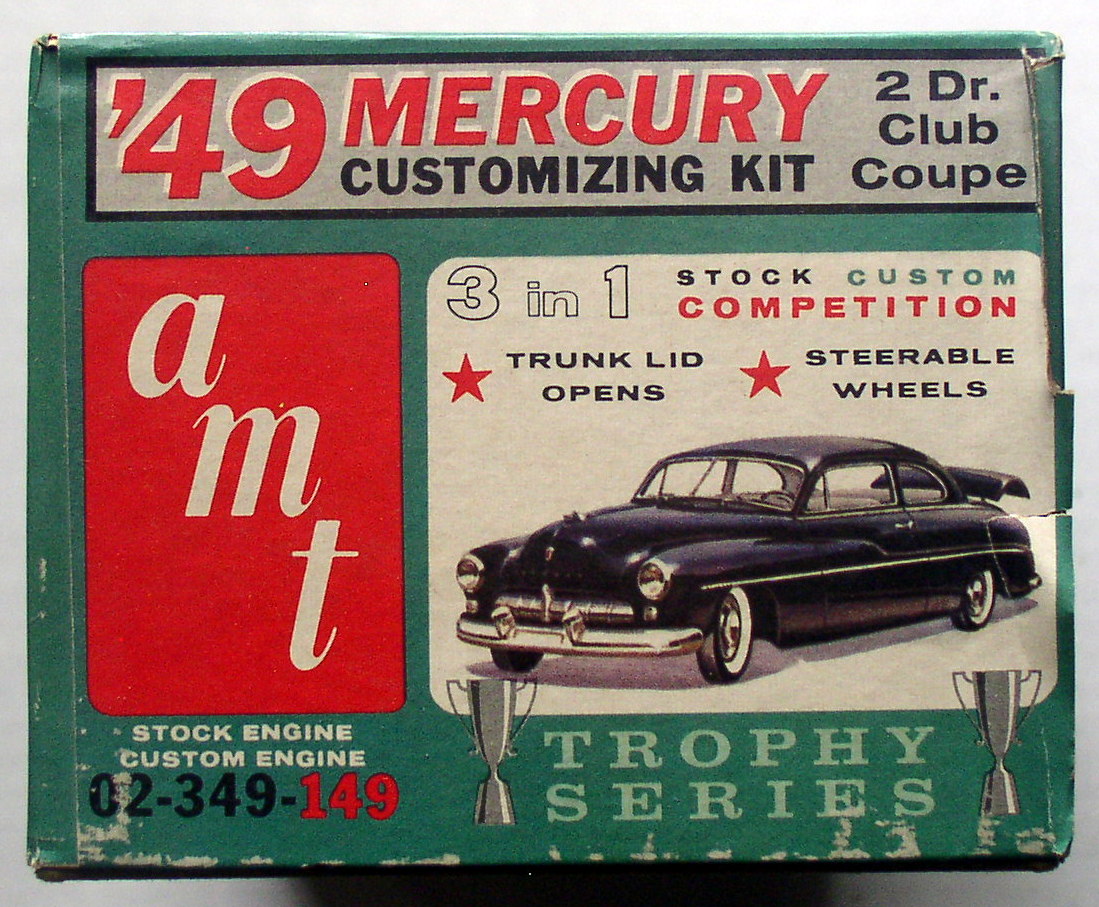 '49 MERCURY
CUSTOMIZING KIT
2 Dr.
Club
Coupe
amt
3 in 1
STOCK CUSTOM
COMPETITION
TRUNK LID
OPENS
STEERABLE
WHEELS
STOCK ENGINE
CUSTOM ENGINE
02-349-149
TROPHY
SERIES